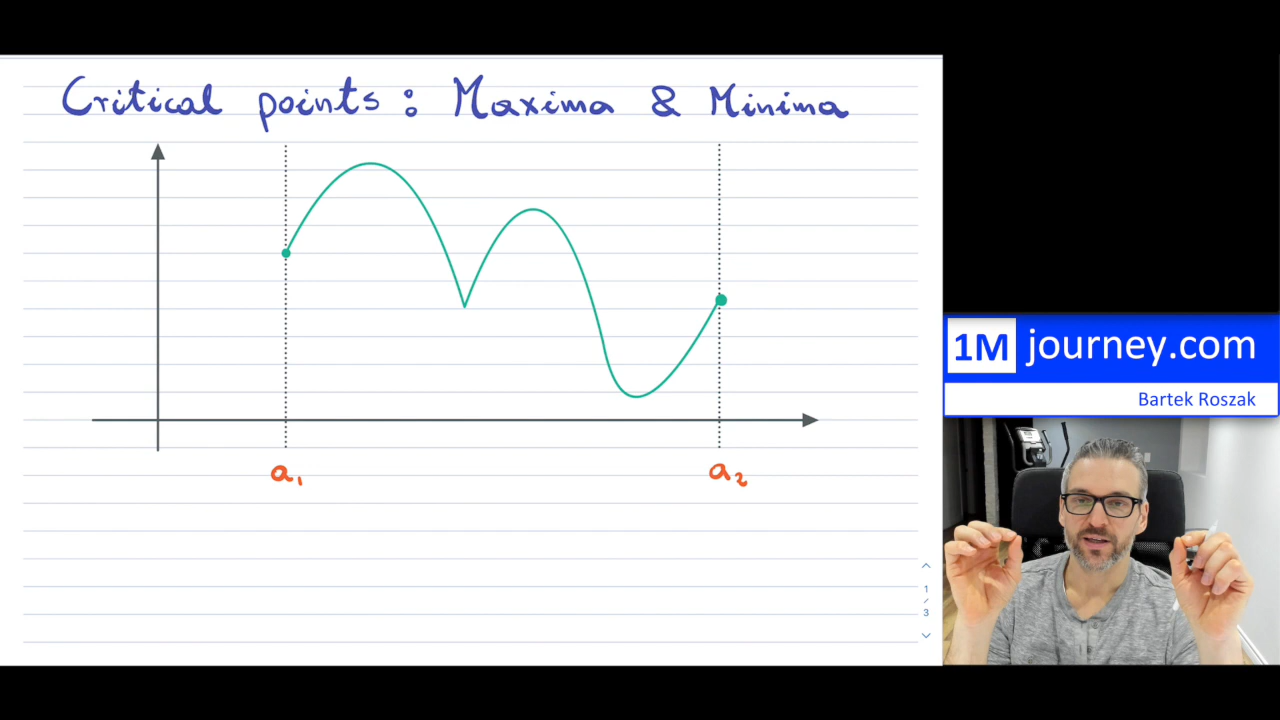 Critical points : Maxima & Minima
a₁
a₂
1M journey.com
Bartek Roszak
1
/
3